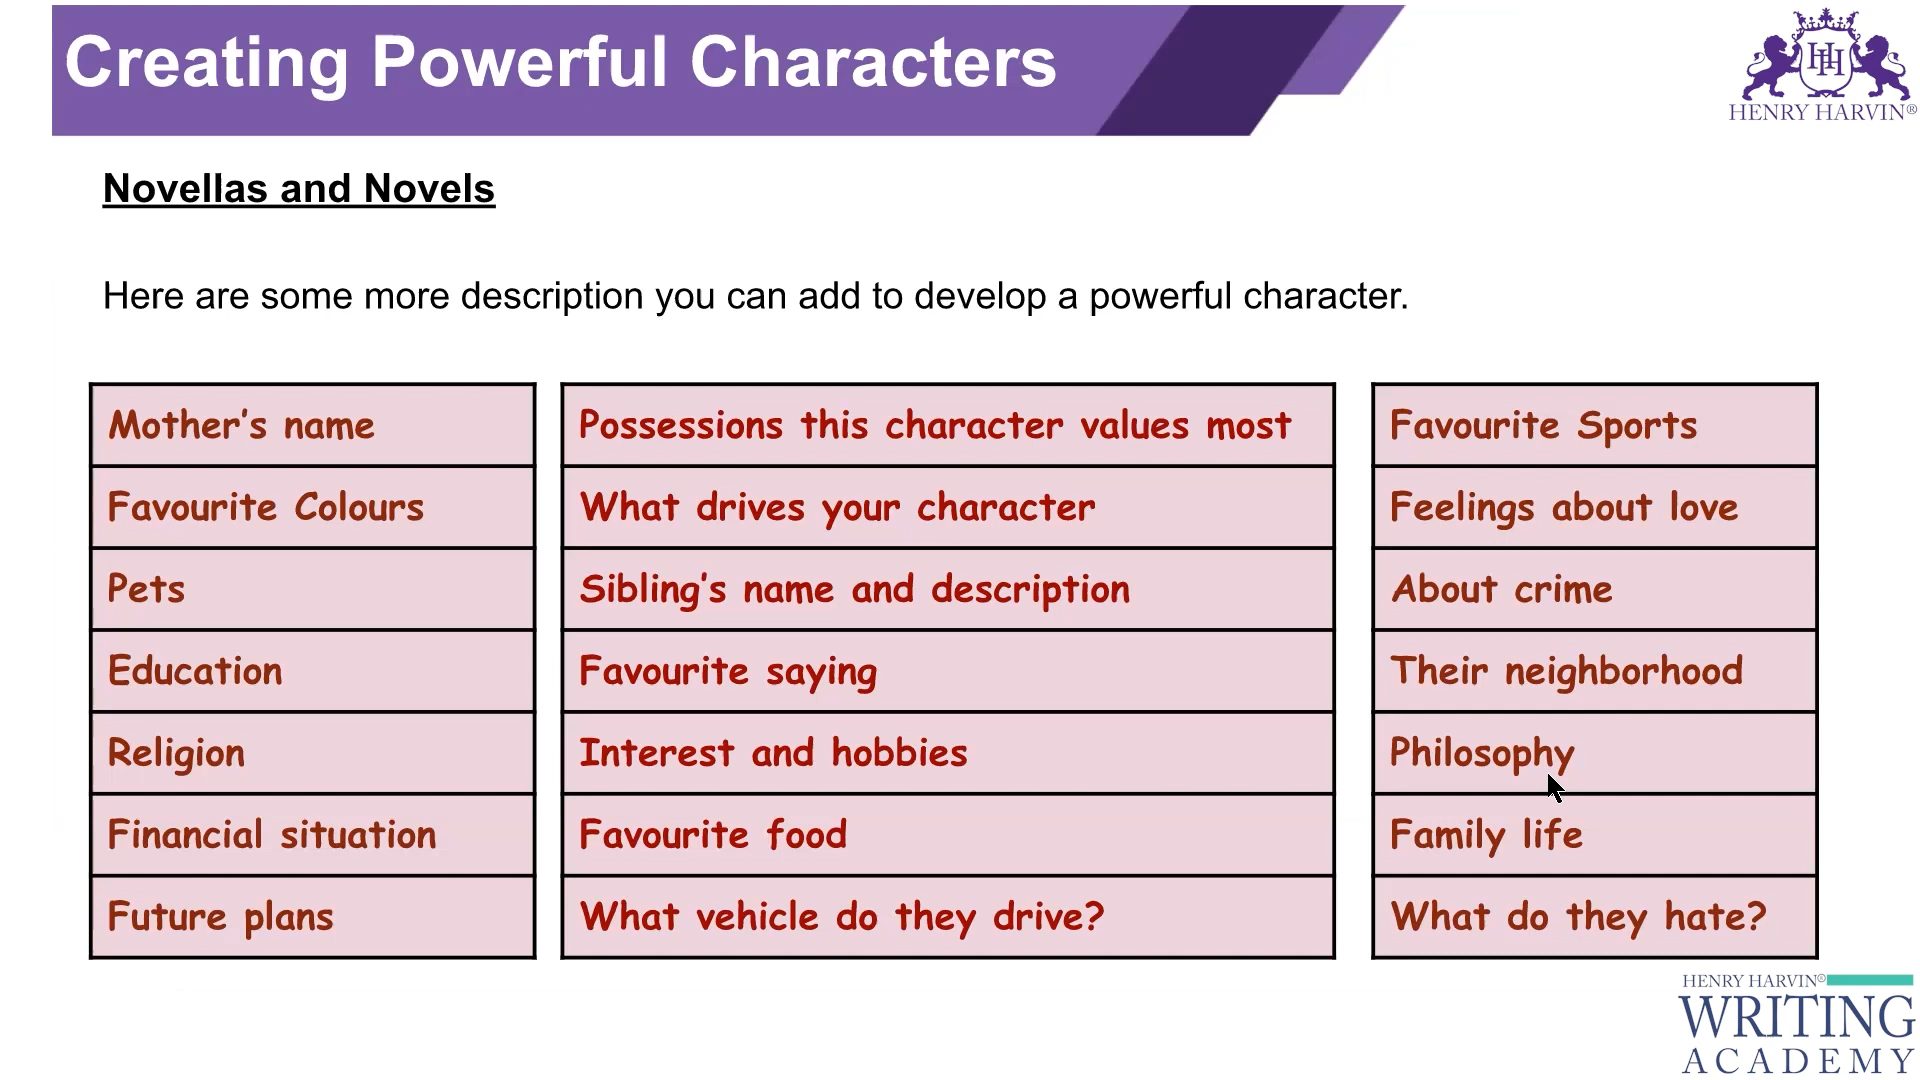 Creating Powerful Characters
HH
HENRY HARVIN®
Novellas and Novels
Here are some more description you can add to develop a powerful character.
Mother's name
Favourite Colours
Pets
Education
Religion
Financial situation
Future plans
Possessions this character values most
What drives your character
Sibling's name and description
Favourite saying
Interest and hobbies
Favourite food
What vehicle do they drive?
Favourite Sports
Feelings about love
About crime
Their neighborhood
Philosophy
Family life
What do they hate?
HENRY HARVIN®
WRITING
ACADEMY